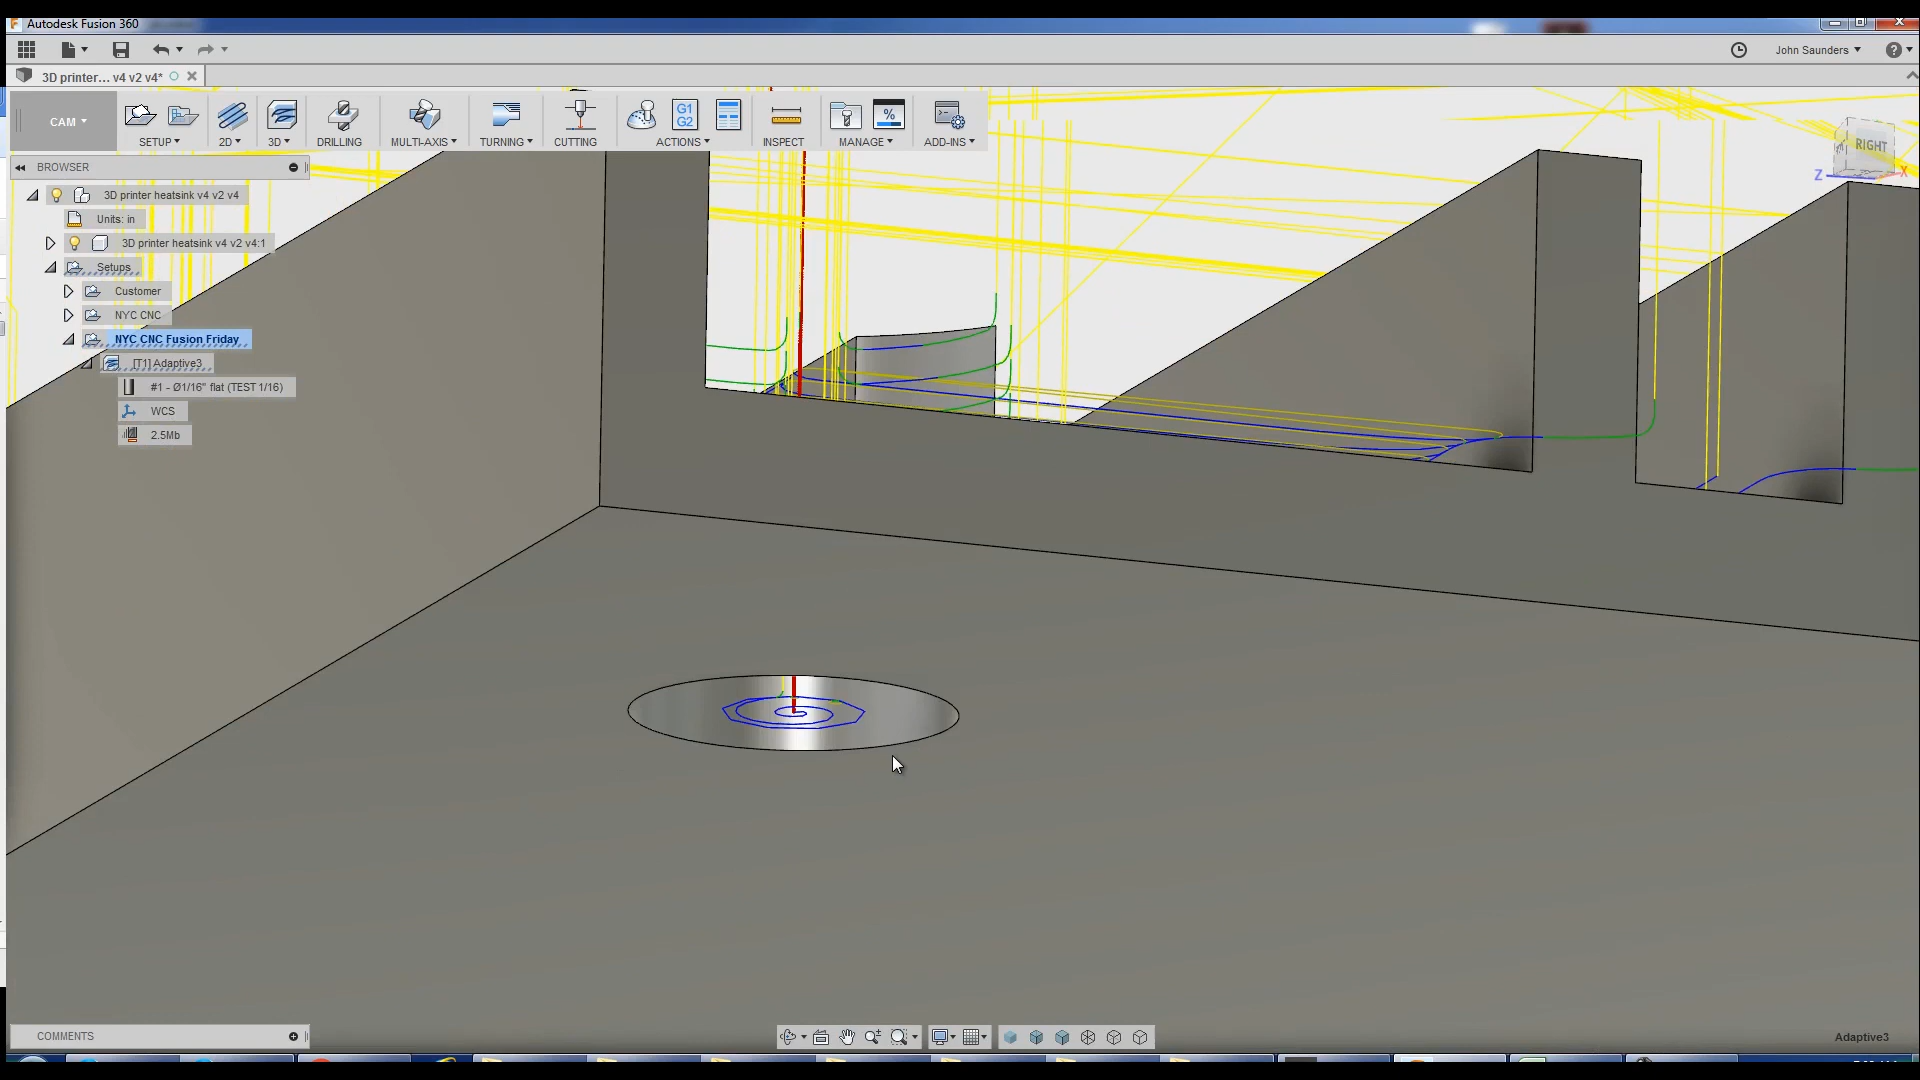 Autodesk Fusion 360
John Saunders
3D printer... v4 v2 v4*
CAM
SETUP
2D
3D
DRILLING
MULTI-AXIS
TURNING
CUTTING
G1
G2
ACTIONS
INSPECT
%
MANAGE
ADD-INS
BROWSER
3D printer heatsink v4 v2 v4
Units: in
3D printer heatsink v4 v2 v4:1
Setups
Customer
NYC CNC
NYC CNC Fusion Friday
[T1] Adaptive3
#1 - Ø1/16" flat (TEST 1/16)
WCS
2.5Mb
RIGHT
Z
X
COMMENTS
Adaptive3